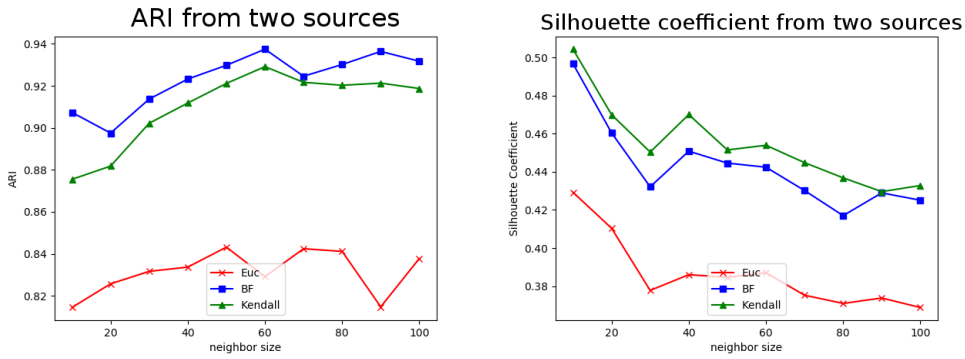 ARI from two sources
0.94
0.92
0.90
0.88
0.86
0.84
0.82
ARI
Euc
BF
Kendall
20
40
60
80
100
neighbor size
Silhouette coefficient from two sources
0.50
0.48
0.46
0.44
0.42
0.40
0.38
Silhouette Coefficient
Euc
BF
Kendall
20
40
60
80
100
neighbor size